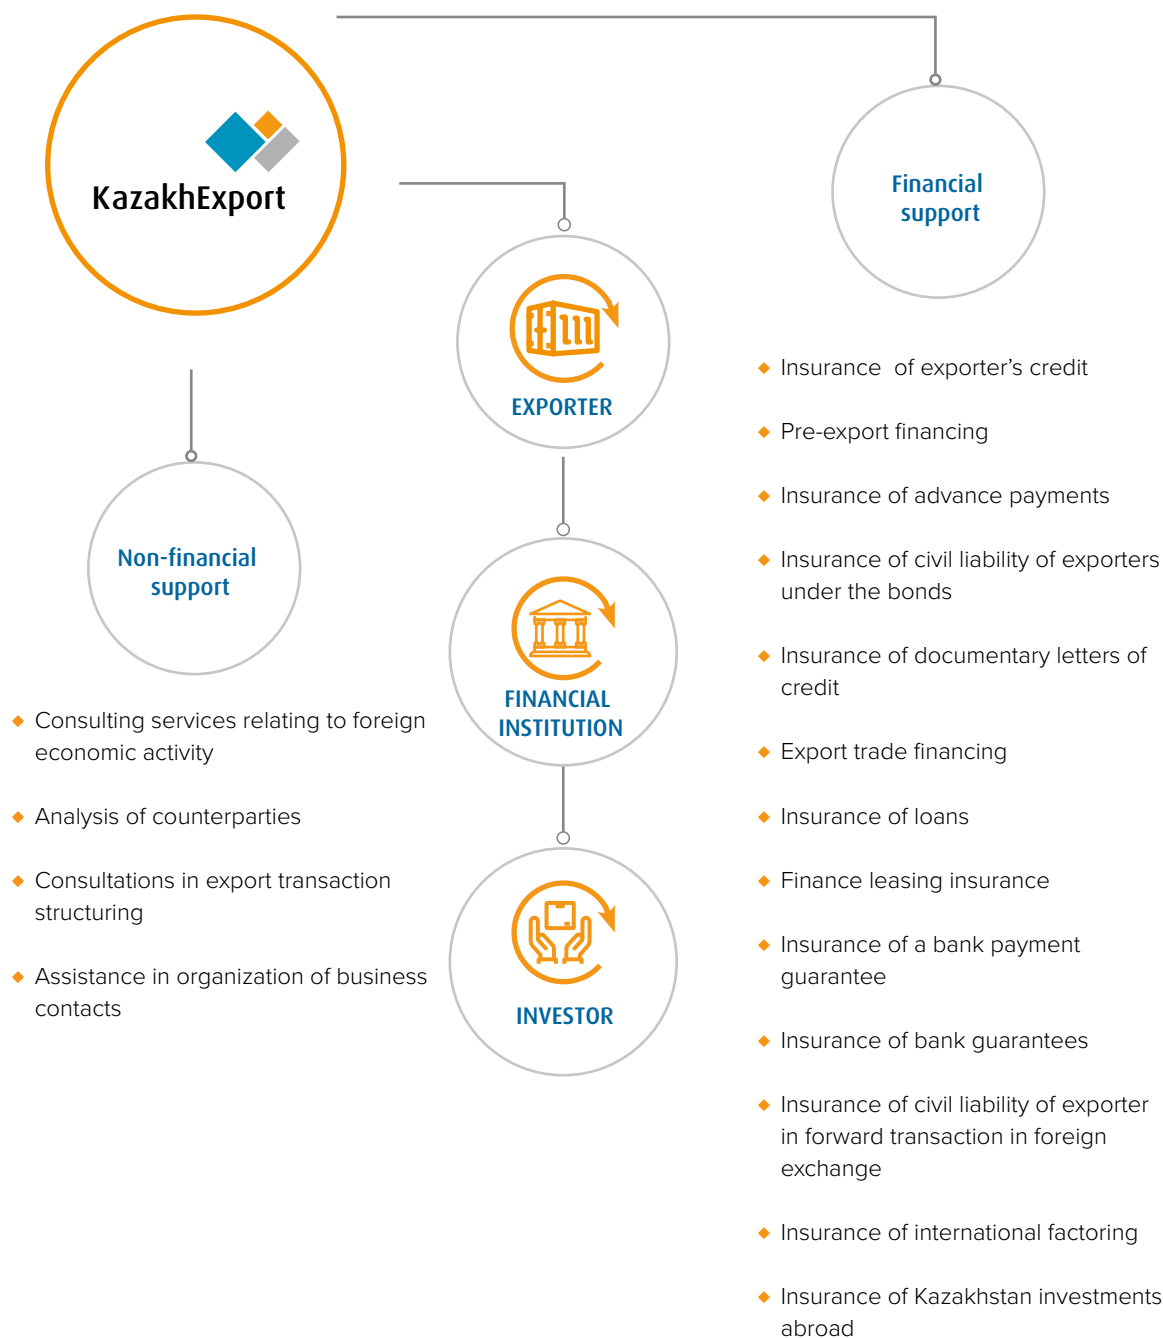 KazakhExport
Financial
support
EXPORTER
Non-financial
support
FINANCIAL
INSTITUTION
INVESTOR
Consulting services relating to foreign
economic activity
Analysis of counterparties
Consultations in export transaction
structuring
Assistance in organization of business
contacts
Insurance of exporter’s credit
Pre-export financing
Insurance of advance payments
Insurance of civil liability of exporters
under the bonds
Insurance of documentary letters of
credit
Export trade financing
Insurance of loans
Finance leasing insurance
Insurance of a bank payment
guarantee
Insurance of bank guarantees
Insurance of civil liability of exporter
in forward transaction in foreign
exchange
Insurance of international factoring
Insurance of Kazakhstan investments
abroad